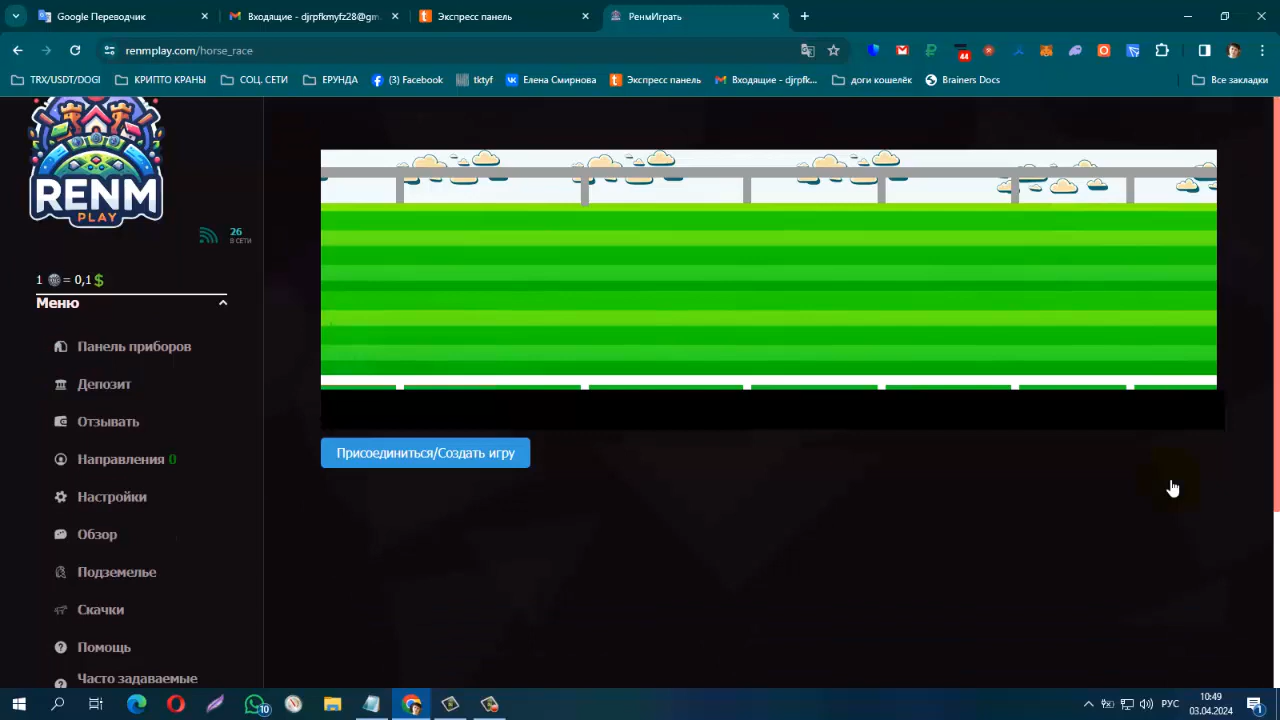 Google Переводчик
Входящие - djrpfkmyfz28@gm
Экспресс панель
РенмИграть
renmplay.com/horse_race
44
TRX/USDT/DOGI
КРИПТО КРАНЫ
СОЦ. СЕТИ
ЕРУНДА
(3) Facebook
tktyf
Елена Смирнова
Экспресс панель
Входящие - djrpfk...
доги кошелёк
Brainers Docs
Все закладки
RENM
PLAY
26
В СЕТИ
1 = 0,1 $
Меню
Панель приборов
Депозит
Отзывать
Направления 0
Настройки
Обзор
Подземелье
Скачки
Помощь
Часто задаваемые
Присоединиться/Создать игру
10
РУС
10:49
03.04.2024
1